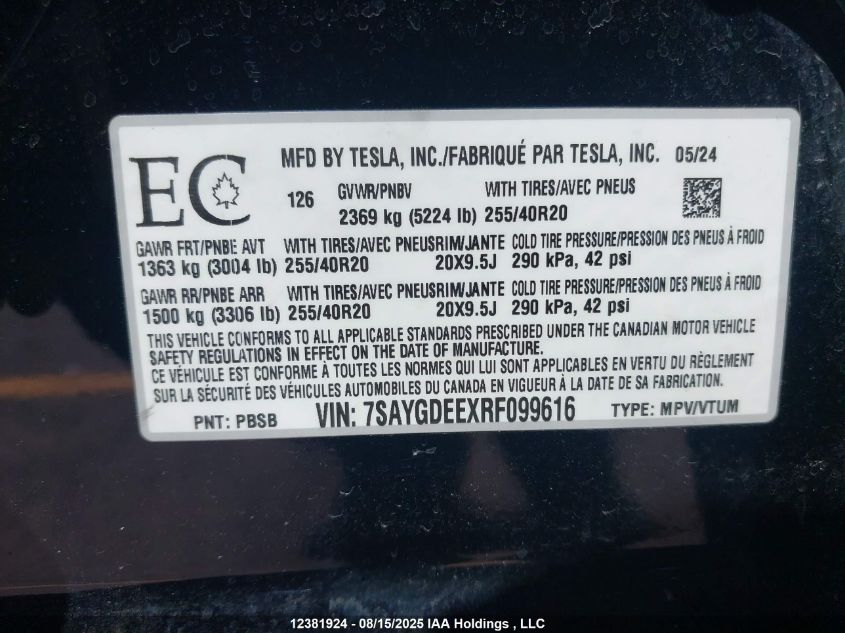 EC
MFD BY TESLA, INC./FABRIQUÉ PAR TESLA, INC. 05/24
126 GVWR/PNBV WITH TIRES/AVEC PNEUS
2369 kg (5224 lb) 255/40R20
GAWR FRT/PNBE AVT WITH TIRES/AVEC PNEUS RIM/JANTE COLD TIRE PRESSURE/PRESSION DES PNEUS À FROID
1363 kg (3004 lb) 255/40R20 20X9.5J 290 kPa, 42 psi
GAWR RR/PNBE ARR WITH TIRES/AVEC PNEUS RIM/JANTE COLD TIRE PRESSURE/PRESSION DES PNEUS À FROID
1500 kg (3306 lb) 255/40R20 20X9.5J 290 kPa, 42 psi
THIS VEHICLE CONFORMS TO ALL APPLICABLE STANDARDS PRESCRIBED UNDER THE CANADIAN MOTOR VEHICLE
SAFETY REGULATIONS IN EFFECT ON THE DATE OF MANUFACTURE.
CE VÉHICULE EST CONFORME À TOUTES LES NORMES QUI LUI SONT APPLICABLES EN VERTU DU RÈGLEMENT
SUR LA SÉCURITÉ DES VÉHICULES AUTOMOBILES DU CANADA EN VIGUEUR À LA DATE DE SA FABRICATION.
PNT: PBSB VIN: 7SAYGDEEXRF099616 TYPE: MPV/VTUM
12381924 - 08/15/2025 IAA Holdings , LLC